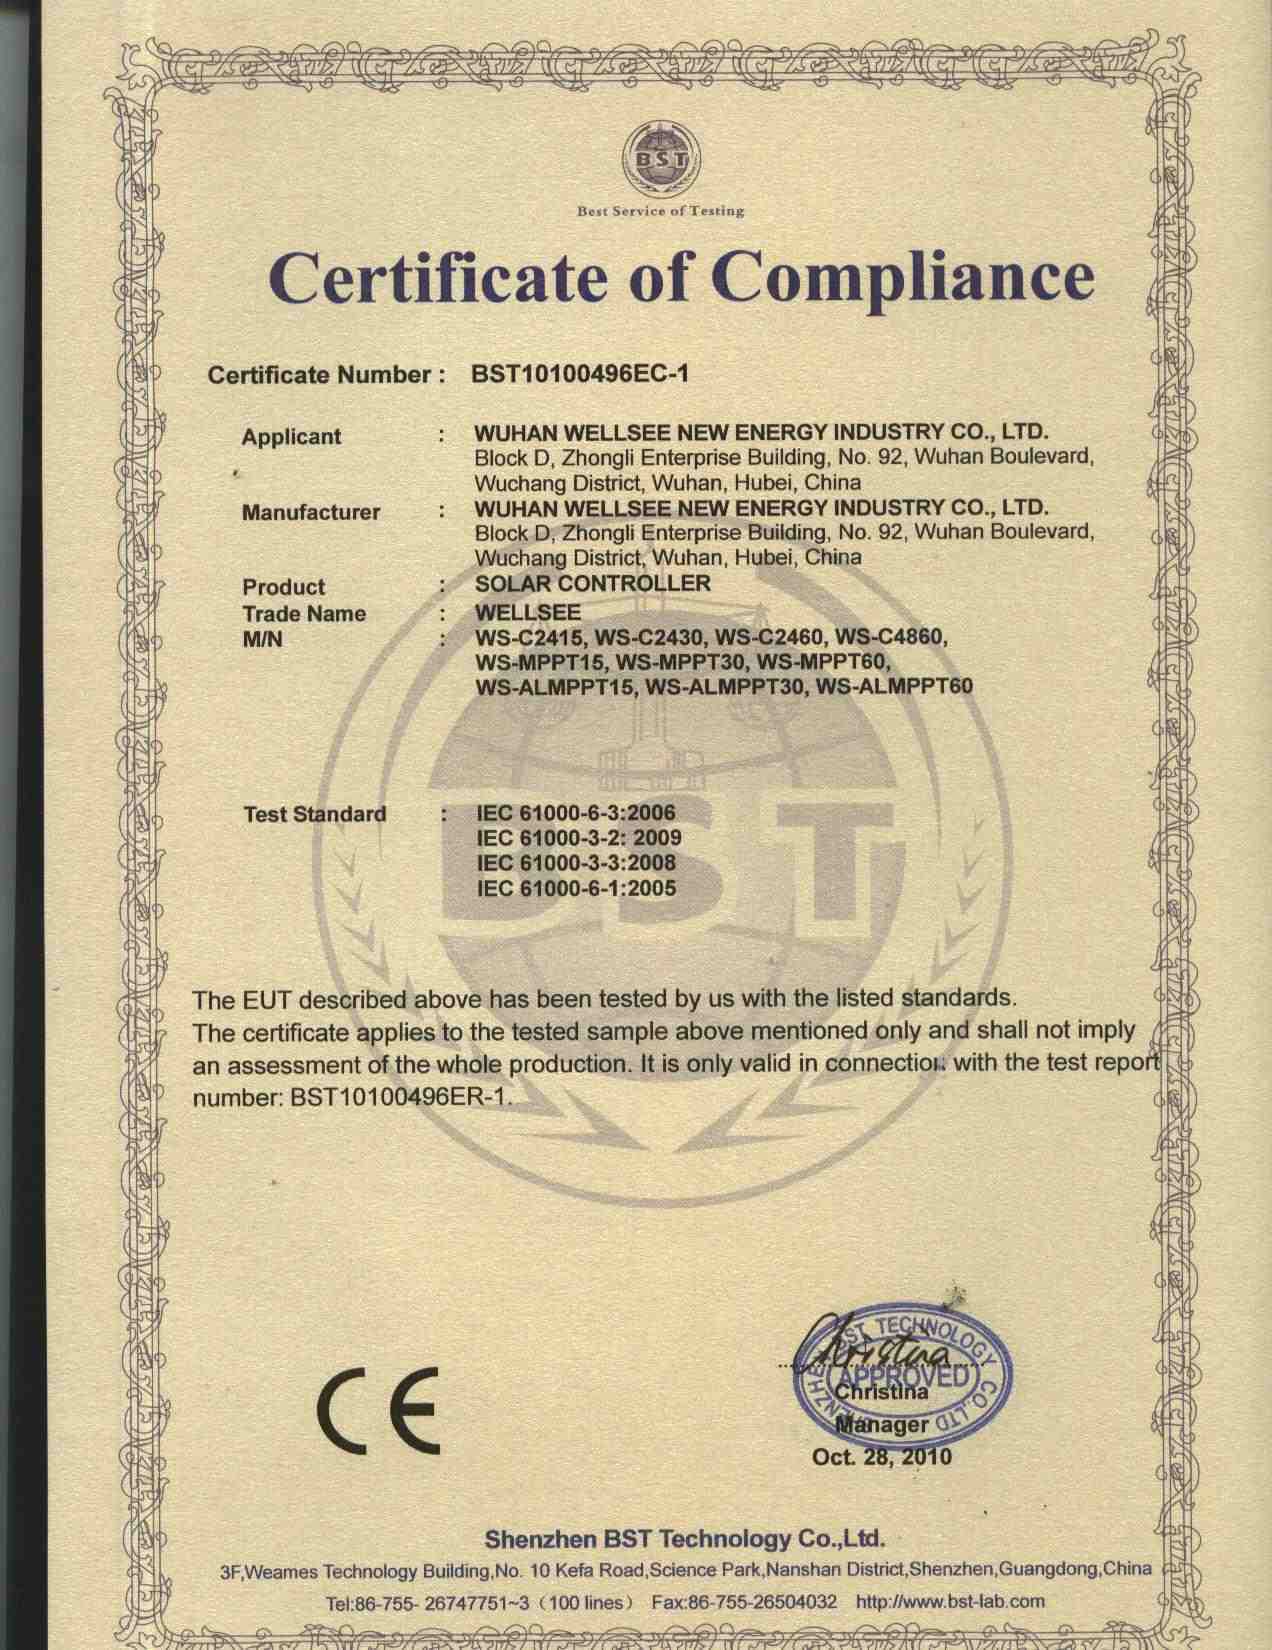 BST
Best Service of Testing
Certificate of Compliance
Certificate Number : BST10100496EC-1
Applicant : WUHAN WELLSEE NEW ENERGY INDUSTRY CO., LTD.
Block D, Zhongli Enterprise Building, No. 92, Wuhan Boulevard,
Wuchang District, Wuhan, Hubei, China
Manufacturer : WUHAN WELLSEE NEW ENERGY INDUSTRY CO., LTD.
Block D, Zhongli Enterprise Building, No. 92, Wuhan Boulevard,
Wuchang District, Wuhan, Hubei, China
Product : SOLAR CONTROLLER
Trade Name : WELLSEE
M/N : WS-C2415, WS-C2430, WS-C2460, WS-C4860,
WS-MPPT15, WS-MPPT30, WS-MPPT60,
WS-ALMPPT15, WS-ALMPPT30, WS-ALMPPT60
BST
Test Standard : IEC 61000-6-3:2006
IEC 61000-3-2: 2009
IEC 61000-3-3:2008
IEC 61000-6-1:2005
The EUT described above has been tested by us with the listed standards.
The certificate applies to the tested sample above mentioned only and shall not imply
an assessment of the whole production. It is only valid in connection with the test report
number: BST10100496ER-1.
CE
SHENZHEN BST TECHNOLOGY CO.,LTD
APPROVED
Christina
Christina
Manager
Oct. 28, 2010
Shenzhen BST Technology Co.,Ltd.
3F,Weames Technology Building,No. 10 Kefa Road,Science Park,Nanshan District,Shenzhen,Guangdong,China
Tel:86-755- 26747751~3（100 lines） Fax:86-755-26504032 http://www.bst-lab.com